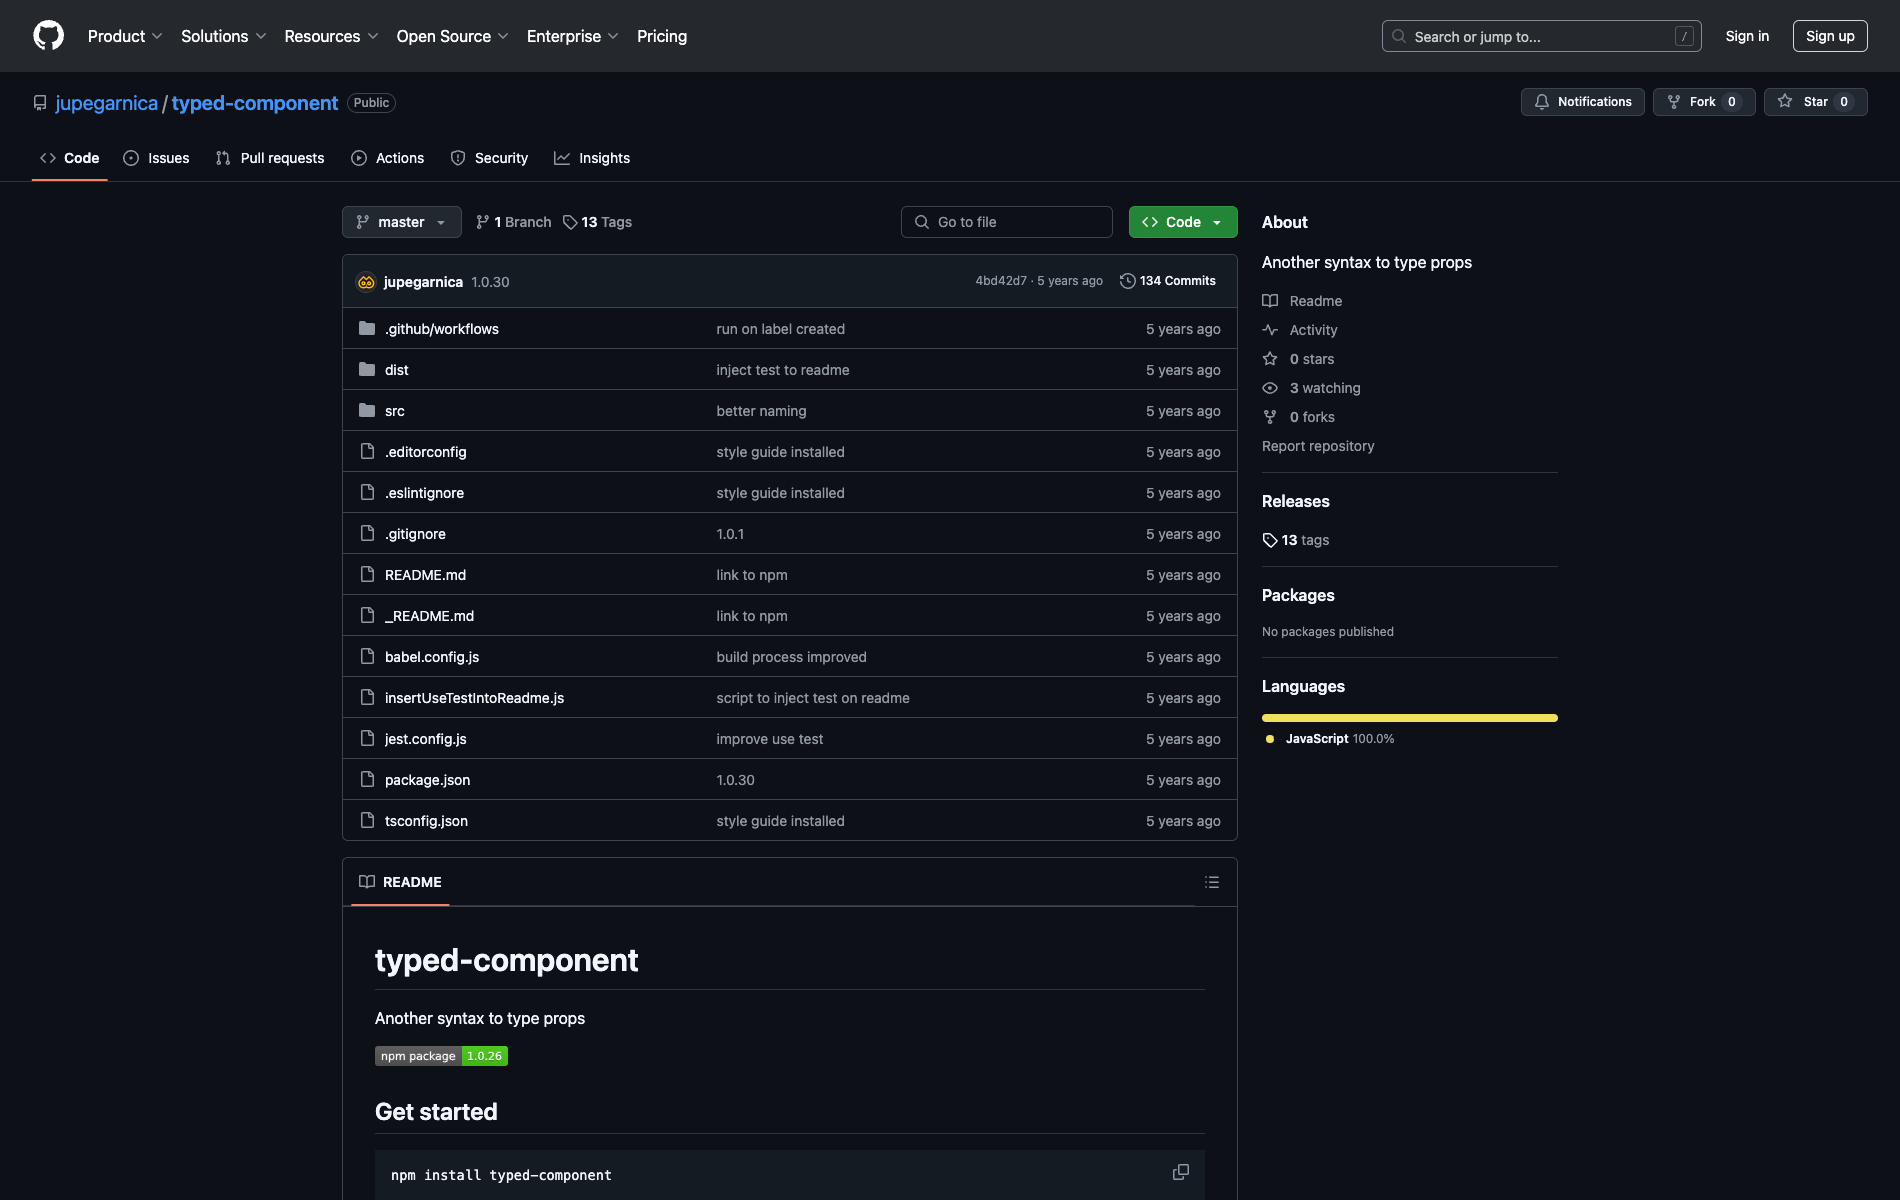 Product Solutions Resources Open Source Enterprise Pricing Search or jump to... / Sign in Sign up
jupegarnica / typed-component Public Notifications Fork 0 Star 0
Code Issues Pull requests Actions Security Insights
master 1 Branch 13 Tags Go to file Code
jupegarnica 1.0.30 4bd42d7 · 5 years ago 134 Commits
.github/workflows run on label created 5 years ago
dist inject test to readme 5 years ago
src better naming 5 years ago
.editorconfig style guide installed 5 years ago
.eslintignore style guide installed 5 years ago
.gitignore 1.0.1 5 years ago
README.md link to npm 5 years ago
_README.md link to npm 5 years ago
babel.config.js build process improved 5 years ago
insertUseTestIntoReadme.js script to inject test on readme 5 years ago
jest.config.js improve use test 5 years ago
package.json 1.0.30 5 years ago
tsconfig.json style guide installed 5 years ago
README
typed-component
Another syntax to type props
npm package 1.0.26
Get started
npm install typed-component
About
Another syntax to type props
Readme
Activity
0 stars
3 watching
0 forks
Report repository
Releases
13 tags
Packages
No packages published
Languages
JavaScript 100.0%